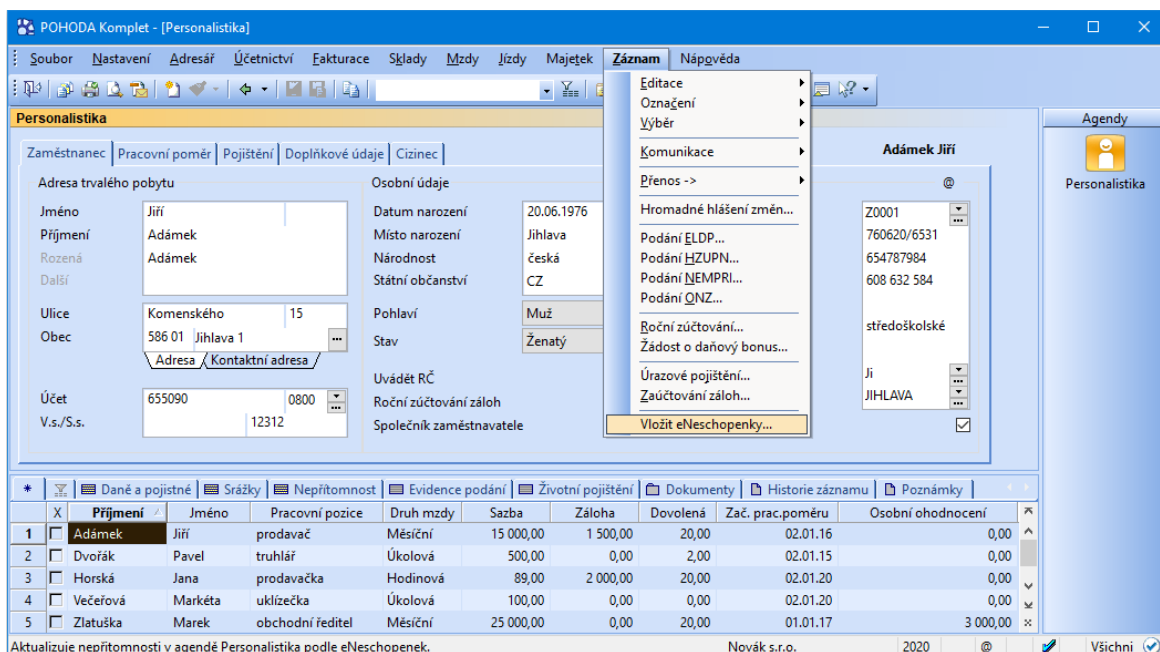 POHODA Komplet - [Personalistika]
Soubor Nastavení Adresář Účetnictví Fakturace Sklady Mzdy Jízdy Majetek Záznam Nápověda
Personalistika
Agendy
Personalistika
Zaměstnanec Pracovní poměr Pojištění Doplňkové údaje Cizinec
Adámek Jiří
Adresa trvalého pobytu
Jméno Jiří
Příjmení Adámek
Rozená Adámek
Další
Ulice Komenského 15
Obec 586 01 Jihlava 1
Adresa Kontaktní adresa
Účet 655090 0800
V.s./S.s. 12312
Osobní údaje
Datum narození 20.06.1976
Místo narození Jihlava
Národnost česká
Státní občanství CZ
Pohlaví Muž
Stav Ženatý
Uvádět RČ
Roční zúčtování záloh
Společník zaměstnavatele
Editace
Označení
Výběr
Komunikace
Přenos ->
Hromadné hlášení změn...
Podání ELDP...
Podání HZUPN...
Podání NEMPRI...
Podání ONZ...
Roční zúčtování...
Žádost o daňový bonus...
Úrazové pojištění...
Zaúčtování záloh...
Vložit eNeschopenky...
@
Z0001
760620/6531
654787984
608 632 584
středoškolské
Ji
JIHLAVA
* Daně a pojistné Srážky Nepřítomnost Evidence podání Životní pojištění Dokumenty Historie záznamu Poznámky
X Příjmení Jméno Pracovní pozice Druh mzdy Sazba Záloha Dovolená Zač. prac.poměru Osobní ohodnocení
1 Adámek Jiří prodavač Měsíční 15 000,00 1 500,00 20,00 02.01.16 0,00
2 Dvořák Pavel truhlář Úkolová 500,00 0,00 2,00 02.01.15 0,00
3 Horská Jana prodavačka Hodinová 89,00 2 000,00 20,00 02.01.20 0,00
4 Večeřová Markéta uklízečka Úkolová 100,00 0,00 0,00 02.01.20 0,00
5 Zlatuška Marek obchodní ředitel Měsíční 25 000,00 0,00 20,00 01.01.17 3 000,00
Aktualizuje nepřítomnosti v agendě Personalistika podle eNeschopenek. Novák s.r.o. 2020 @ Všichni